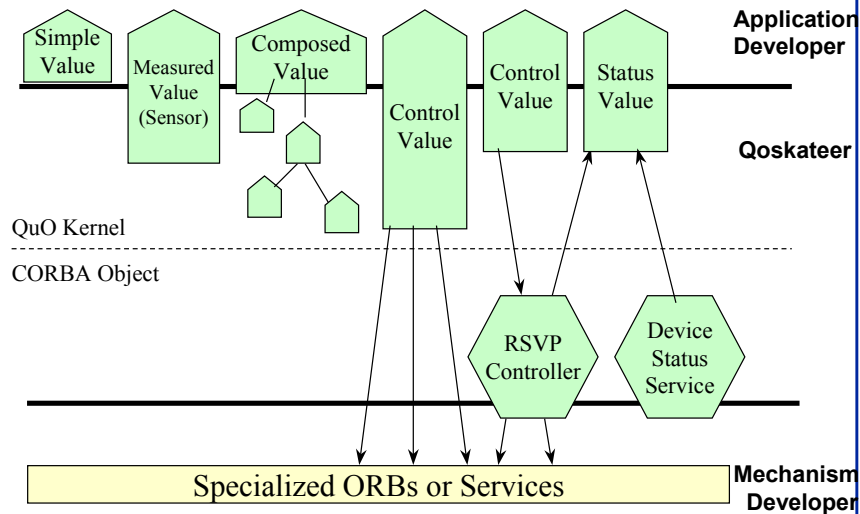 Application
Developer
Simple
Value
Measured
Value
(Sensor)
Composed
Value
Control
Value
Control
Value
Status
Value
Qoskateer
QuO Kernel
CORBA Object
RSVP
Controller
Device
Status
Service
Specialized ORBs or Services
Mechanism
Developer